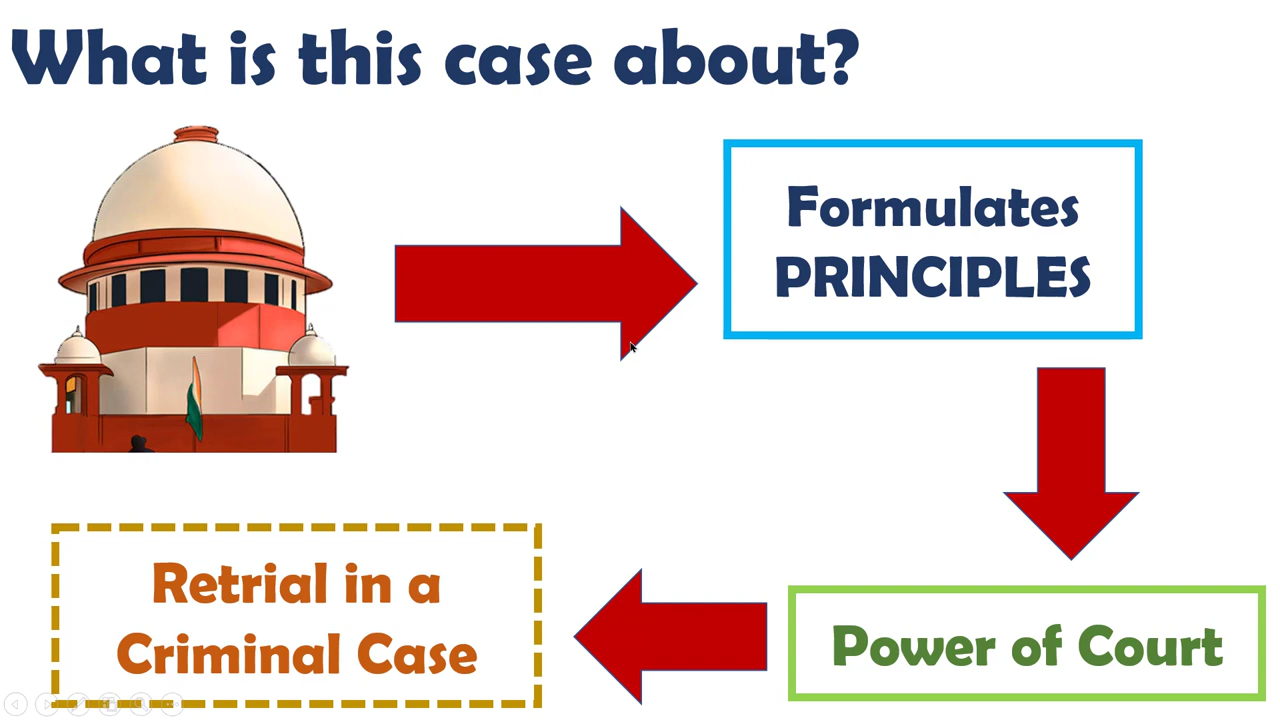 What is this case about?
Formulates
PRINCIPLES
Power of Court
Retrial in a
Criminal Case